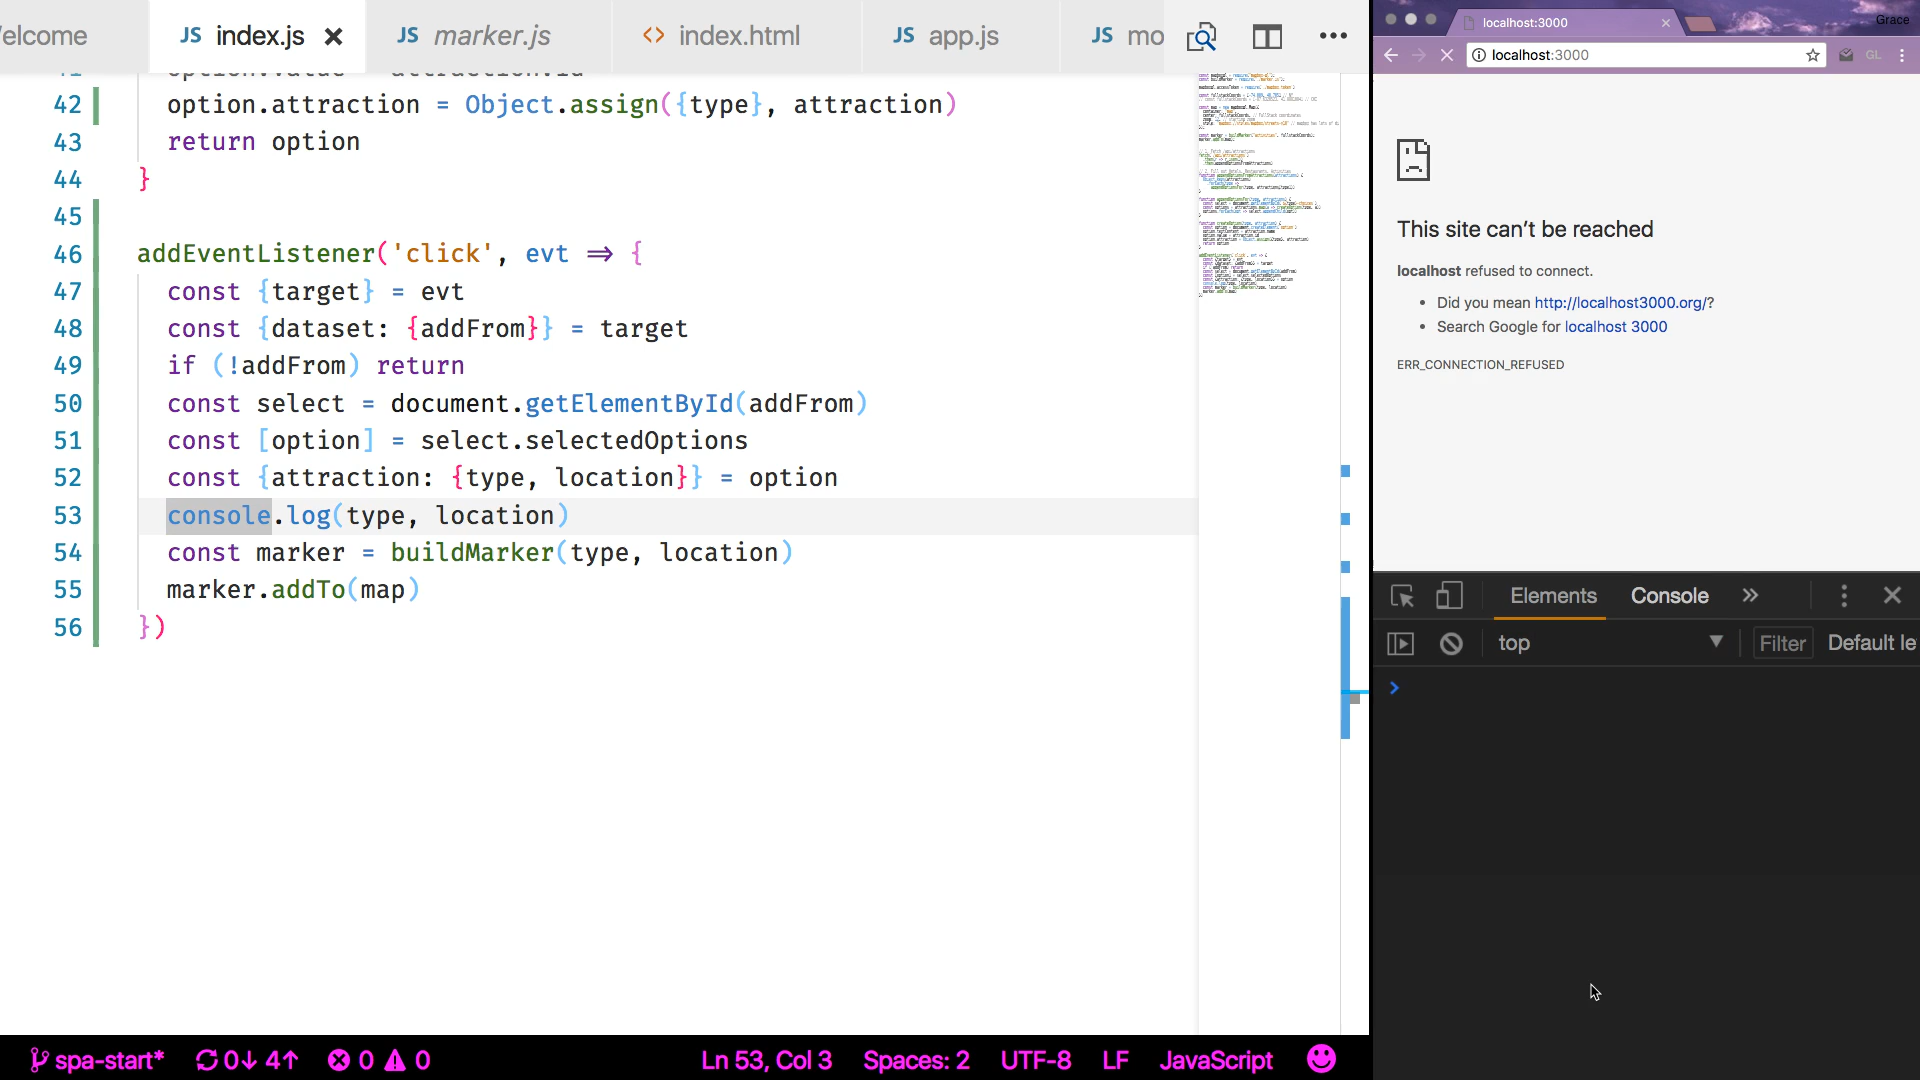 elcome
JS index.js
JS marker.js
<> index.html
JS app.js
JS mo
42 option.attraction = Object.assign({type}, attraction)
43 return option
44 }
45
46 addEventListener('click', evt ⇒ {
47 const {target} = evt
48 const {dataset: {addFrom}} = target
49 if (!addFrom) return
50 const select = document.getElementById(addFrom)
51 const [option] = select.selectedOptions
52 const {attraction: {type, location}} = option
53 console.log(type, location)
54 const marker = buildMarker(type, location)
55 marker.addTo(map)
56 })
spa-start* 0↓ 4↑ 0 0
Ln 53, Col 3 Spaces: 2 UTF-8 LF JavaScript
localhost:3000
Grace
localhost:3000
GL
This site can’t be reached
localhost refused to connect.
• Did you mean http://localhost3000.org/?
• Search Google for localhost 3000
ERR_CONNECTION_REFUSED
Elements Console »
top Filter Default le
>